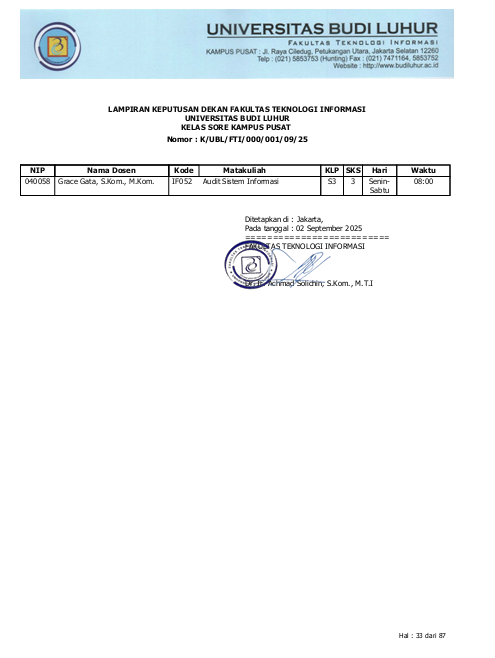 UNIVERSITAS BUDI LUHUR
FAKULTAS TEKNOLOGI INFORMASI
KAMPUS PUSAT : Jl. Raya Ciledug, Petukangan Utara, Jakarta Selatan 12260
Telp : (021) 5853753 (Hunting) Fax : (021) 7471164, 5853752
Website : http://www.budiluhur.ac.id
LAMPIRAN KEPUTUSAN DEKAN FAKULTAS TEKNOLOGI INFORMASI
UNIVERSITAS BUDI LUHUR
KELAS SORE KAMPUS PUSAT
Nomor : K/UBL/FTI/000/001/09/25
NIP Nama Dosen Kode Matakuliah KLP SKS Hari Waktu
040058 Grace Gata, S.Kom., M.Kom. IF052 Audit Sistem Informasi S3 3 Senin- 08:00
Sabtu
Ditetapkan di : Jakarta,
Pada tanggal : 02 September 2025
==========================
FAKULTAS TEKNOLOGI INFORMASI
Achmad Solichin, S.Kom., M.T.I
Hal : 33 dari 87